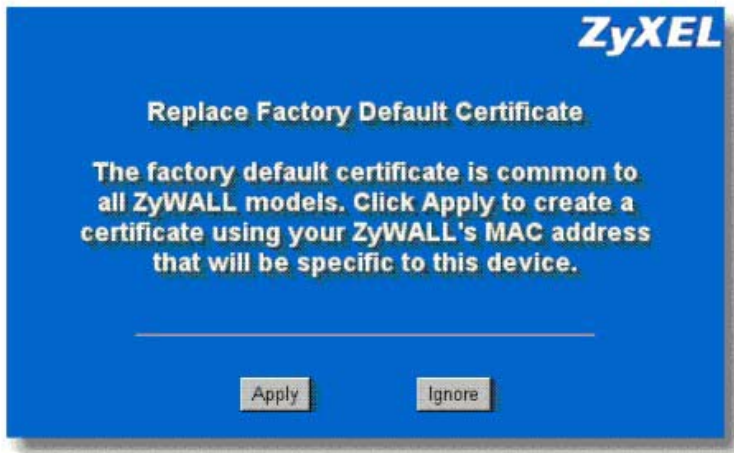 ZyXEL
Replace Factory Default Certificate
The factory default certificate is common to
all ZyWALL models. Click Apply to create a
certificate using your ZyWALL's MAC address
that will be specific to this device.
Apply
Ignore